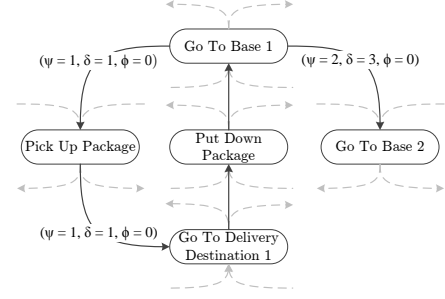 Go To Base 1
(ψ = 1, δ = 1, ϕ = 0)
(ψ = 2, δ = 3, ϕ = 0)
Pick Up Package
Put Down
Package
Go To Base 2
(ψ = 1, δ = 1, ϕ = 0)
Go To Delivery
Destination 1